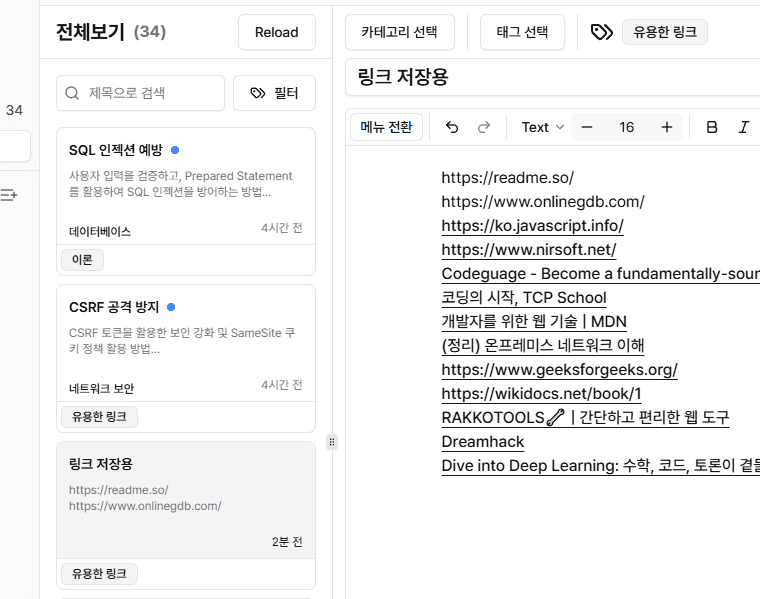 34
전체보기 (34)
Reload
제목으로 검색
필터
SQL 인젝션 예방
사용자 입력을 검증하고, Prepared Statement
를 활용하여 SQL 인젝션을 방어하는 방법...
데이터베이스
4시간 전
이론
CSRF 공격 방지
CSRF 토큰을 활용한 보안 강화 및 SameSite 쿠
키 정책 활용 방법...
네트워크 보안
4시간 전
유용한 링크
링크 저장용
https://readme.so/
https://www.onlinegdb.com/
2분 전
유용한 링크
카테고리 선택
태그 선택
유용한 링크
링크 저장용
메뉴 전환
Text
16
B
I
https://readme.so/
https://www.onlinegdb.com/
https://ko.javascript.info/
https://www.nirsoft.net/
Codeguage - Become a fundamentally-sour
코딩의 시작, TCP School
개발자를 위한 웹 기술 | MDN
(정리) 온프레미스 네트워크 이해
https://www.geeksforgeeks.org/
https://wikidocs.net/book/1
RAKKOTOOLS🔧 | 간단하고 편리한 웹 도구
Dreamhack
Dive into Deep Learning: 수학, 코드, 토론이 곁들